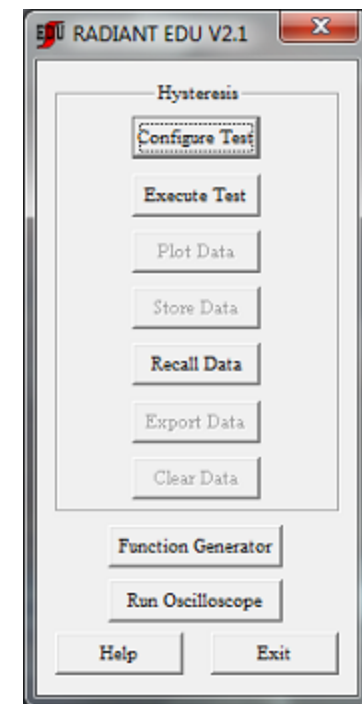 EDU RADIANT EDU V2.1
Hysteresis
Configure Test
Execute Test
Plot Data
Store Data
Recall Data
Export Data
Clear Data
Function Generator
Run Oscilloscope
Help Exit